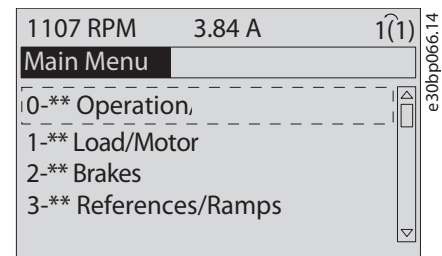 1107 RPM 3.84 A 1(1)
Main Menu
0-** Operation/
1-** Load/Motor
2-** Brakes
3-** References/Ramps
e30bp066.14